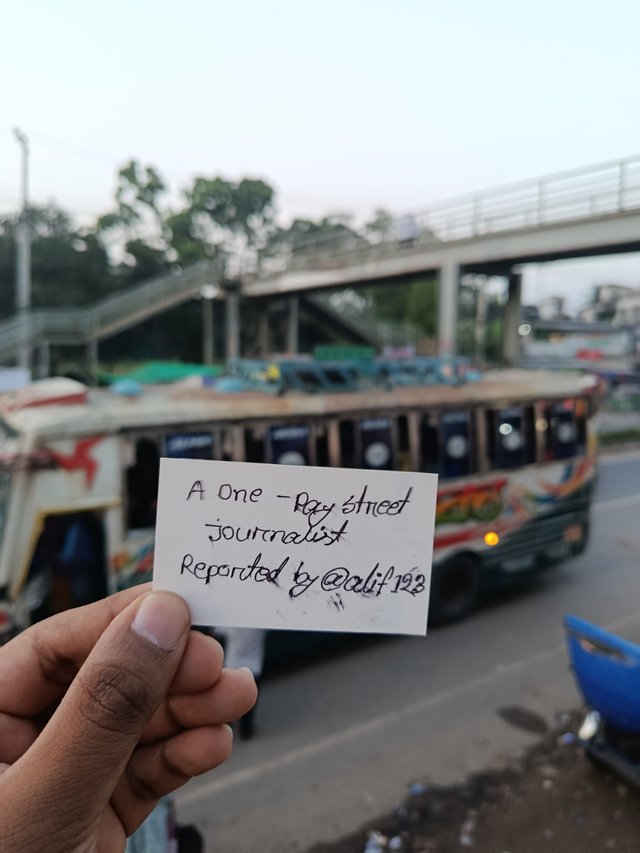 A One - Day street
journalist
Reported by @alif123